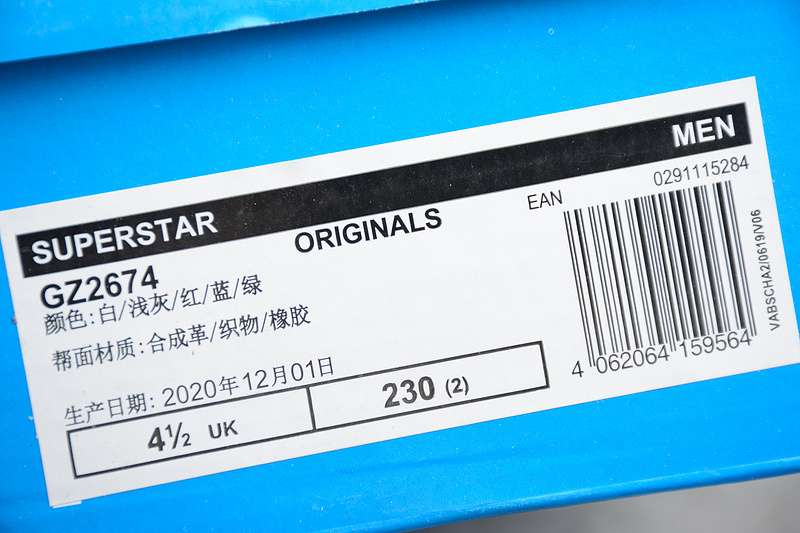 MEN
SUPERSTAR
ORIGINALS
EAN
0291115284
GZ2674
颜色:白/浅灰/红/蓝/绿
帮面材质:合成革/织物/橡胶
生产日期: 2020年12月01日
4½ UK
230 (2)
4 062064 159564
VABSCHA2/0619/V06